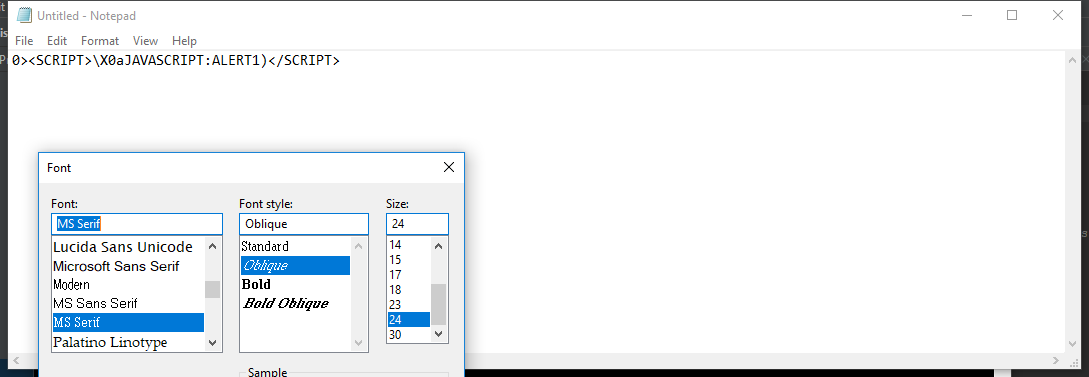 Untitled - Notepad
File Edit Format View Help
0><SCRIPT>\X0aJAVASCRIPT:ALERT1)</SCRIPT>
Font
Font: Font style: Size:
MS Serif Oblique 24
Lucida Sans Unicode Standard 14
Microsoft Sans Serif Oblique 15
Modern Bold 17
MS Sans Serif Bold Oblique 18
MS Serif 23
Palatino Linotype 24
30
Sample